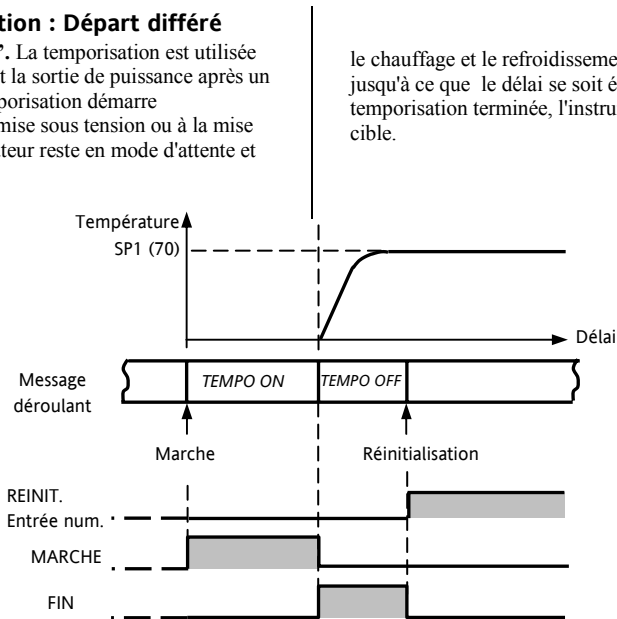 tion : Départ différé
'. La temporisation est utilisée
t la sortie de puissance après un
porisation démarre
mise sous tension ou à la mise
ateur reste en mode d'attente et
le chauffage et le refroidisseme
jusqu'à ce que le délai se soit é
temporisation terminée, l'instru
cible.
Température
SP1 (70)
Délai
Message
déroulant
TEMPO ON
TEMPO OFF
Marche
Réinitialisation
REINIT.
Entrée num.
MARCHE
FIN